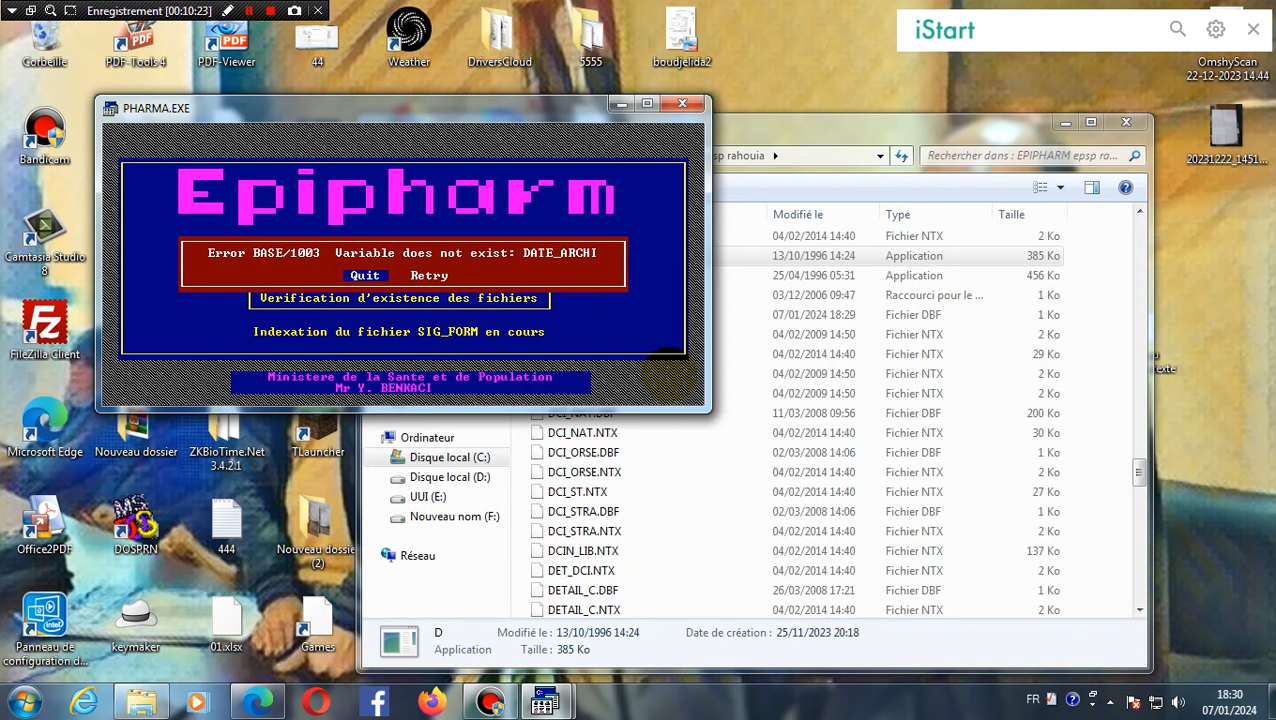 Enregistrement [00:10:23]
iStart
Corbeille
PDF-Tools 4
PDF-Viewer
44
Weather
DriversCloud
5555
boudjelida2
OmshyScan
22-12-2023 14.44
Bandicam
20231222_1451...
Camtasia Studio
8
FileZilla Client
Microsoft Edge
Nouveau dossier
ZKBioTime.Net
3.4.2.1
TLauncher
Office2PDF
DOSPRN
444
Nouveau dossie
(2)
Panneau de
configuration d...
keymaker
01.xlsx
Games
PHARMA.EXE
Epipharm
Error BASE/1003 Variable does not exist: DATE_ARCHI
Quit Retry
Verification d'existence des fichiers
Indexation du fichier SIG_FORM en cours
Ministere de la Sante et de Population
Mr Y. BENKACI
sp rahouia
Rechercher dans : EPIPHARM epsp ra...
Modifié le Type Taille
04/02/2014 14:40 Fichier NTX 2 Ko
13/10/1996 14:24 Application 385 Ko
25/04/1996 05:31 Application 456 Ko
03/12/2006 09:47 Raccourci pour le ... 2 Ko
07/01/2024 18:29 Fichier DBF 1 Ko
04/02/2009 14:50 Fichier DBF 2 Ko
04/02/2014 14:40 Fichier NTX 29 Ko
04/02/2009 14:50 Fichier DBF 2 Ko
04/02/2009 14:50 Fichier DBF 2 Ko
DCI_NAT.DBF 11/03/2008 09:56 Fichier DBF 200 Ko
DCI_NAT.NTX 04/02/2014 14:40 Fichier NTX 30 Ko
DCI_ORSE.DBF 02/03/2008 14:06 Fichier DBF 1 Ko
DCI_ORSE.NTX 04/02/2014 14:40 Fichier NTX 2 Ko
DCI_ST.NTX 04/02/2014 14:40 Fichier NTX 27 Ko
DCI_STRA.DBF 02/03/2008 14:06 Fichier DBF 1 Ko
DCI_STRA.NTX 04/02/2014 14:40 Fichier NTX 2 Ko
DCIN_LIB.NTX 04/02/2014 14:40 Fichier NTX 137 Ko
DET_DCI.NTX 04/02/2014 14:40 Fichier NTX 2 Ko
DETAIL_C.DBF 26/03/2008 17:21 Fichier DBF 1 Ko
DETAIL_C.NTX 04/02/2014 14:40 Fichier NTX 2 Ko
Ordinateur
Disque local (C:)
Disque local (D:)
UUI (E:)
Nouveau nom (F:)
Réseau
D Modifié le : 13/10/1996 14:24 Date de création : 25/11/2023 20:18
Application Taille : 385 Ko
FR
18:30
07/01/2024